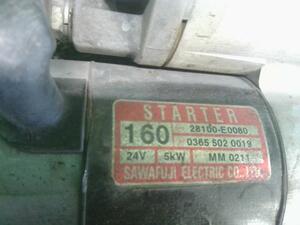 STARTER
160 28100-E0080
0365 502 0019
24V 5kW MM 0211
SAWAFUJI ELECTRIC CO., LTD.